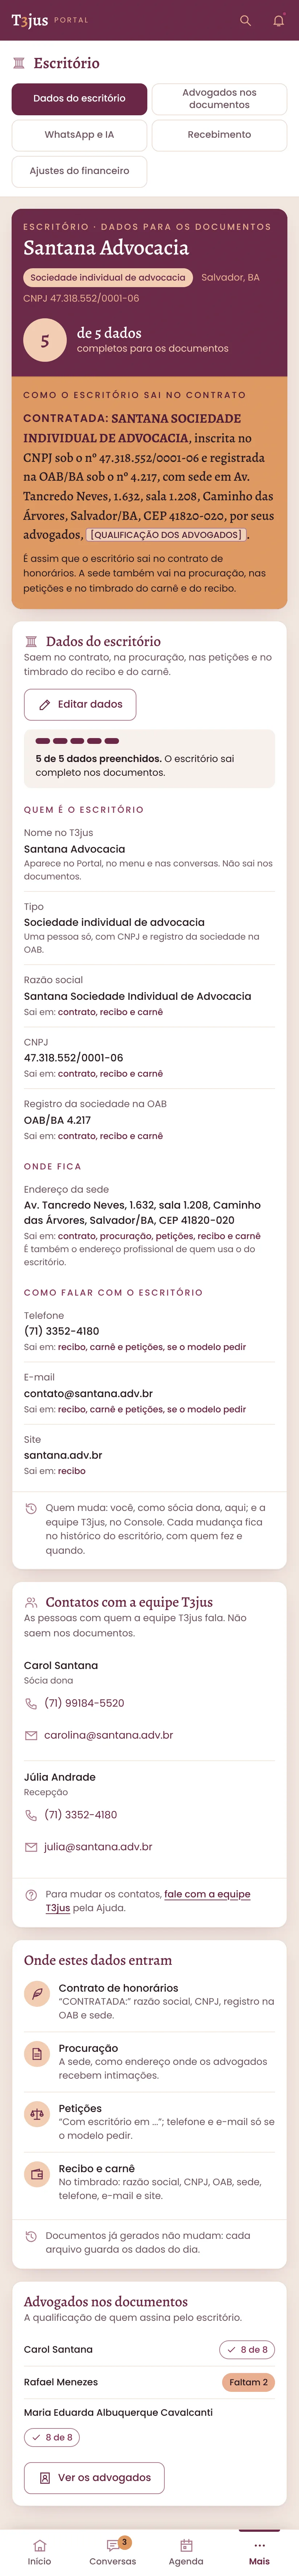 T3jus PORTAL
Escritório
Dados do escritório
Advogados nos
documentos
WhatsApp e IA
Recebimento
Ajustes do financeiro
ESCRITÓRIO · DADOS PARA OS DOCUMENTOS
Santana Advocacia
Sociedade individual de advocacia
Salvador, BA
CNPJ 47.318.552/0001-06
5
de 5 dados
completos para os documentos
COMO O ESCRITÓRIO SAI NO CONTRATO
CONTRATADA: SANTANA SOCIEDADE
INDIVIDUAL DE ADVOCACIA, inscrita no
CNPJ sob o nº 47.318.552/0001-06 e registrada
na OAB/BA sob o nº 4.217, com sede em Av.
Tancredo Neves, 1.632, sala 1.208, Caminho das
Árvores, Salvador/BA, CEP 41820-020, por seus
advogados, [QUALIFICAÇÃO DOS ADVOGADOS].
É assim que o escritório sai no contrato de
honorários. A sede também vai na procuração, nas
petições e no timbrado do carnê e do recibo.
Dados do escritório
Saem no contrato, na procuração, nas petições e no
timbrado do recibo e do carnê.
Editar dados
5 de 5 dados preenchidos. O escritório sai
completo nos documentos.
QUEM É O ESCRITÓRIO
Nome no T3jus
Santana Advocacia
Aparece no Portal, no menu e nas conversas. Não sai nos
documentos.
Tipo
Sociedade individual de advocacia
Uma pessoa só, com CNPJ e registro da sociedade na
OAB.
Razão social
Santana Sociedade Individual de Advocacia
Sai em: contrato, recibo e carnê
CNPJ
47.318.552/0001-06
Sai em: contrato, recibo e carnê
Registro da sociedade na OAB
OAB/BA 4.217
Sai em: contrato, recibo e carnê
ONDE FICA
Endereço da sede
Av. Tancredo Neves, 1.632, sala 1.208, Caminho
das Árvores, Salvador/BA, CEP 41820-020
Sai em: contrato, procuração, petições, recibo e carnê
É também o endereço profissional de quem usa o do
escritório.
COMO FALAR COM O ESCRITÓRIO
Telefone
(71) 3352-4180
Sai em: recibo, carnê e petições, se o modelo pedir
E-mail
contato@santana.adv.br
Sai em: recibo, carnê e petições, se o modelo pedir
Site
santana.adv.br
Sai em: recibo
Quem muda: você, como sócia dona, aqui; e a
equipe T3jus, no Console. Cada mudança fica
no histórico do escritório, com quem fez e
quando.
Contatos com a equipe T3jus
As pessoas com quem a equipe T3jus fala. Não
saem nos documentos.
Carol Santana
Sócia dona
(71) 99184-5520
carolina@santana.adv.br
Júlia Andrade
Recepção
(71) 3352-4180
julia@santana.adv.br
Para mudar os contatos, fale com a equipe
T3jus pela Ajuda.
Onde estes dados entram
Contrato de honorários
“CONTRATADA:” razão social, CNPJ, registro na
OAB e sede.
Procuração
A sede, como endereço onde os advogados
recebem intimações.
Petições
“Com escritório em ...”; telefone e e-mail só se
o modelo pedir.
Recibo e carnê
No timbrado: razão social, CNPJ, OAB, sede,
telefone, e-mail e site.
Documentos já gerados não mudam: cada
arquivo guarda os dados do dia.
Advogados nos documentos
A qualificação de quem assina pelo escritório.
Carol Santana
8 de 8
Rafael Menezes
Faltam 2
Maria Eduarda Albuquerque Cavalcanti
8 de 8
Ver os advogados
3
Início
Conversas
Agenda
Mais